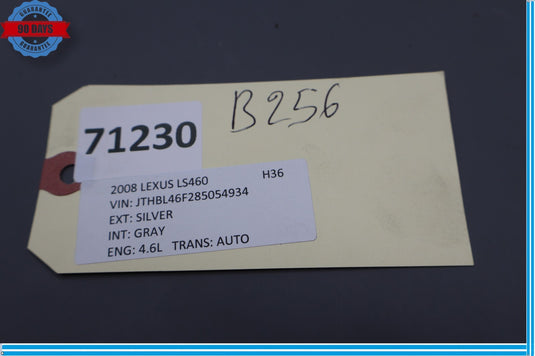 GUARANTEE
90 DAYS
GUARANTEE
B256
71230
2008 LEXUS LS460 H36
VIN: JTHBL46F285054934
EXT: SILVER
INT: GRAY
ENG: 4.6L TRANS: AUTO